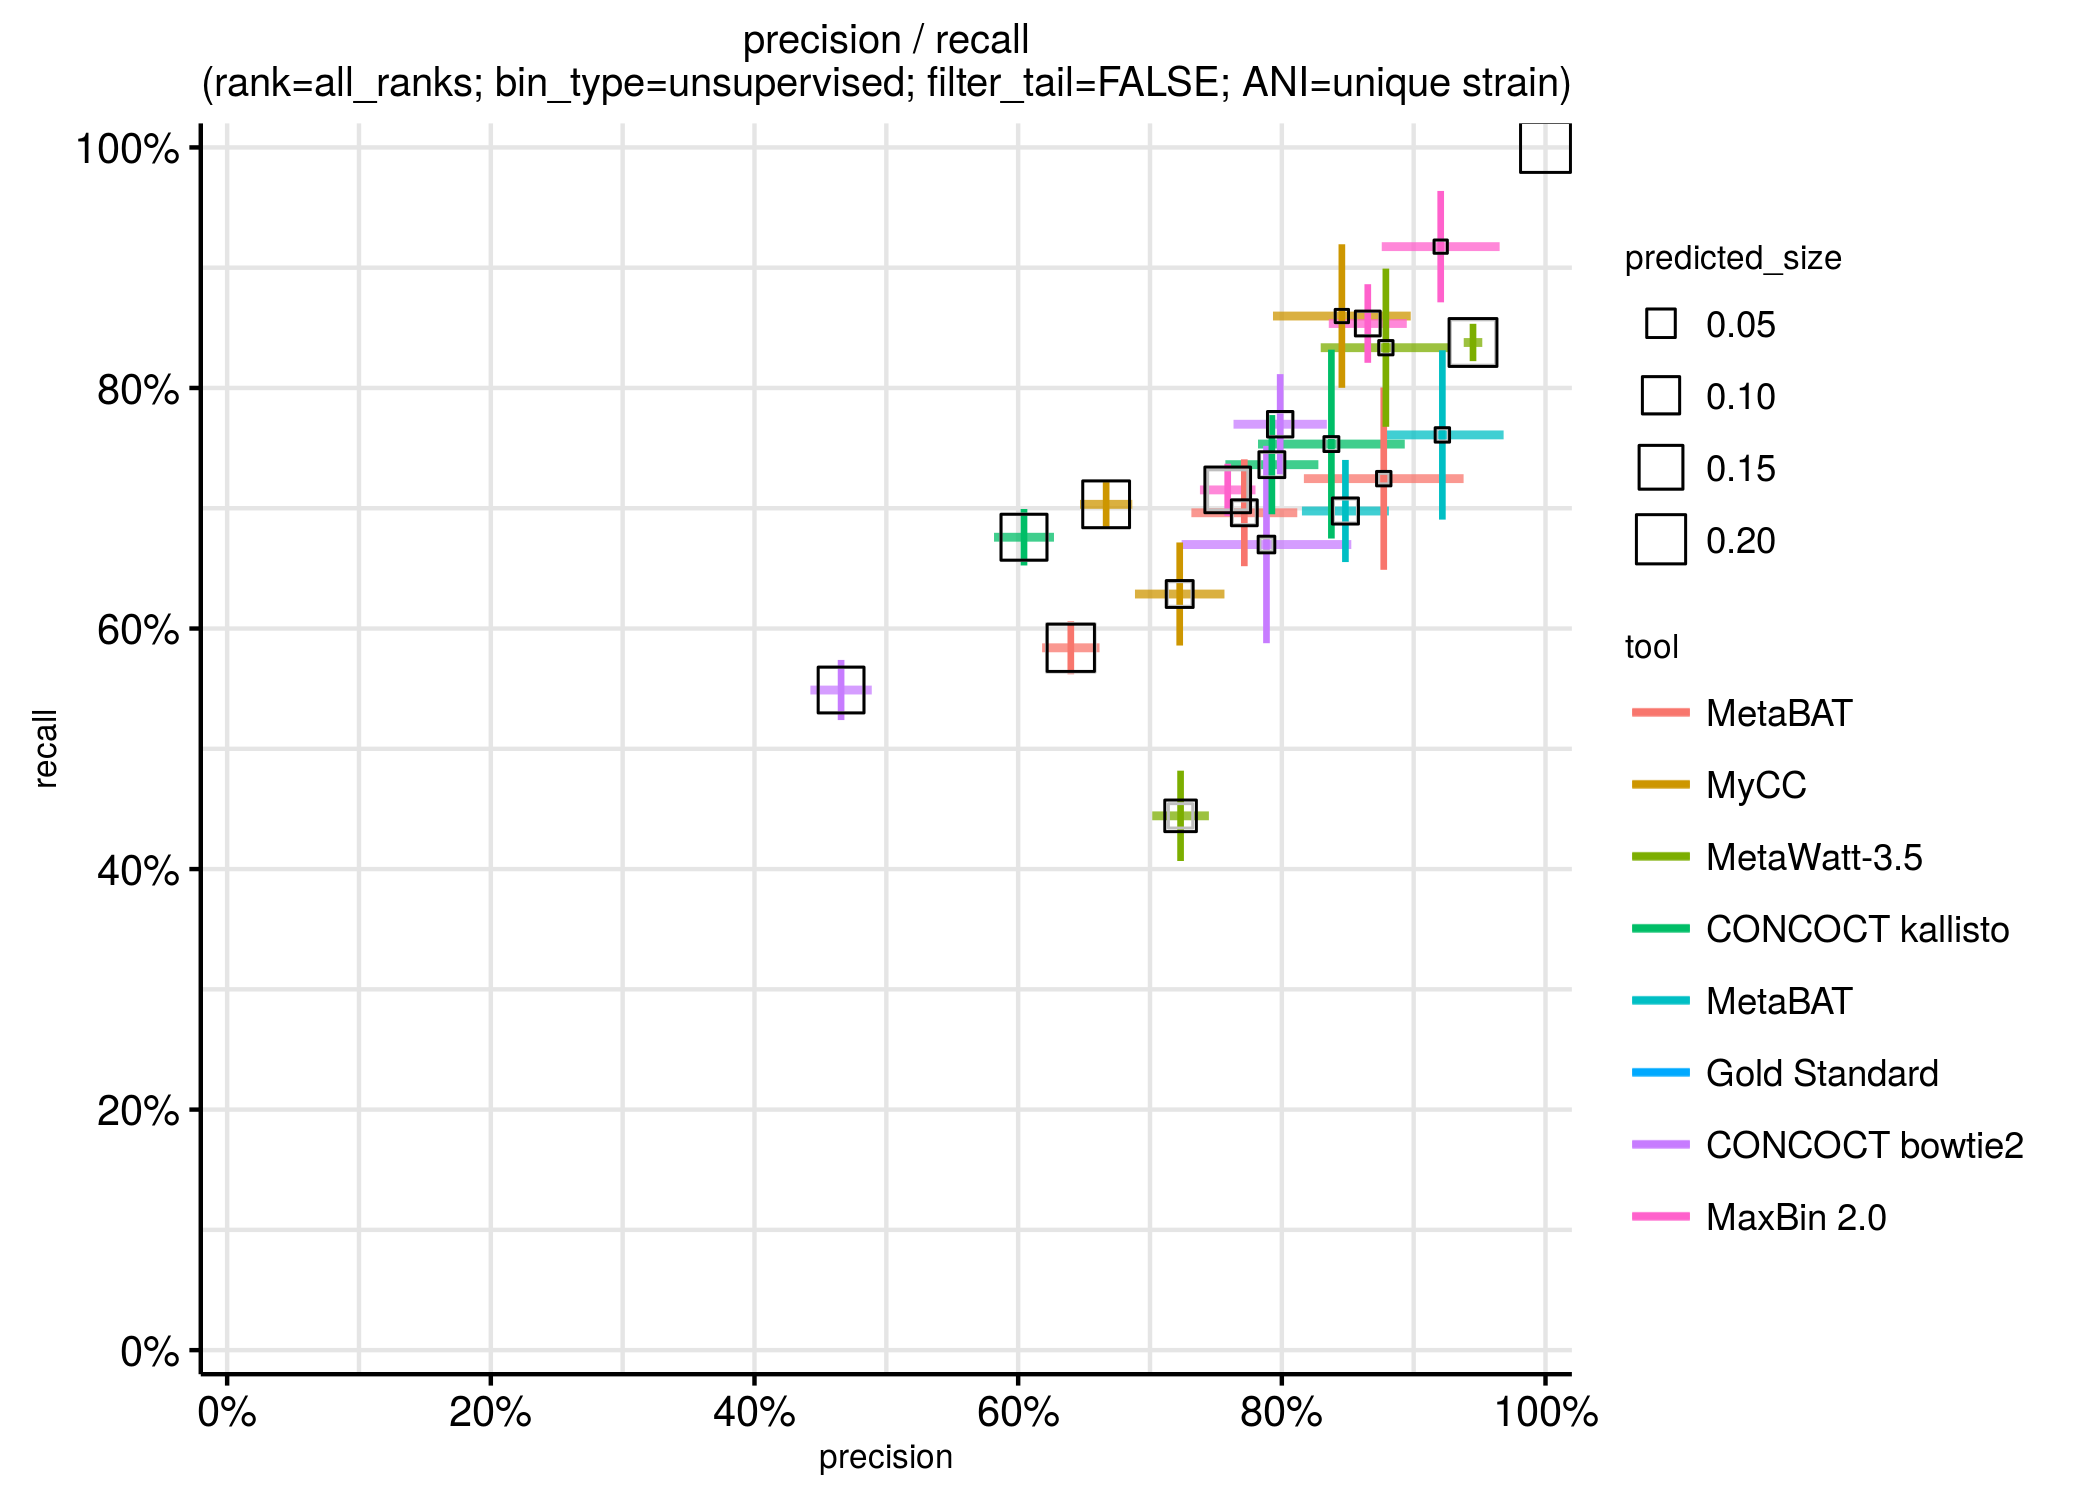 precision / recall
(rank=all_ranks; bin_type=unsupervised; filter_tail=FALSE; ANI=unique strain)
100%
80%
60%
40%
20%
0%
recall
0%
20%
40%
60%
80%
100%
precision
predicted_size
0.05
0.10
0.15
0.20
tool
MetaBAT
MyCC
MetaWatt-3.5
CONCOCT kallisto
MetaBAT
Gold Standard
CONCOCT bowtie2
MaxBin 2.0